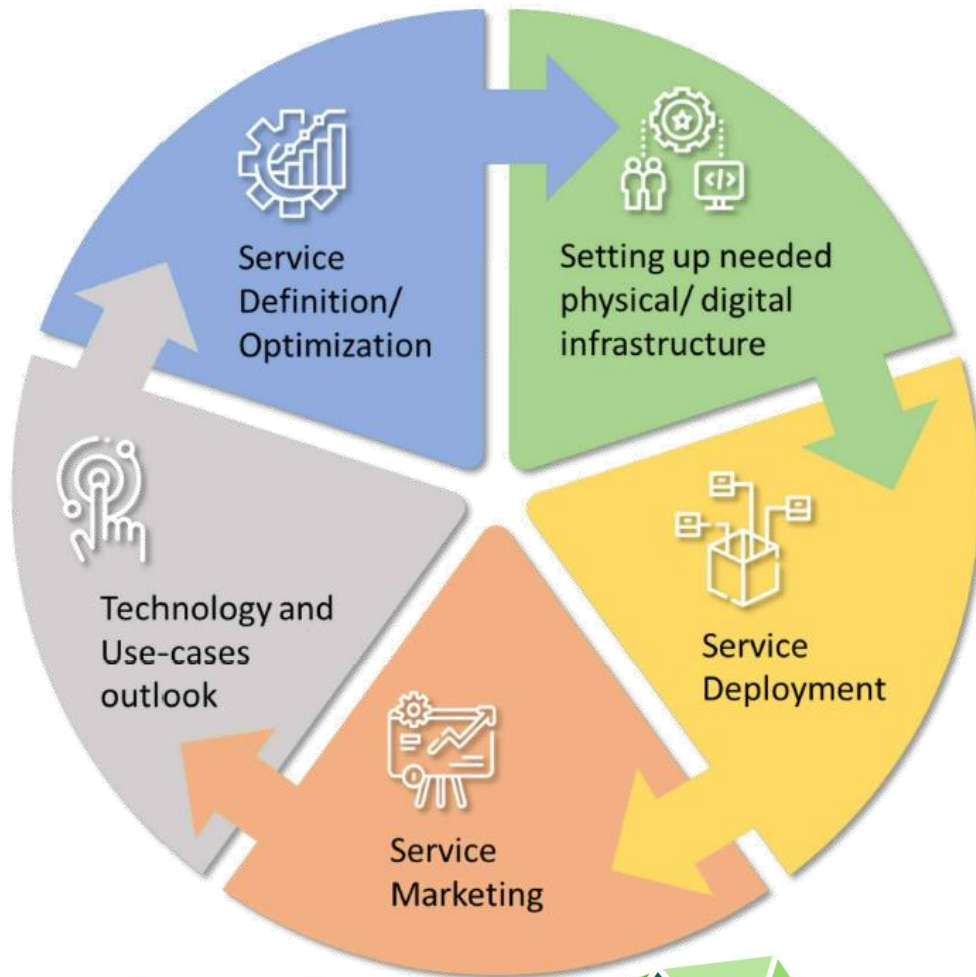 Service
Definition/
Optimization
Setting up needed
physical/ digital
infrastructure
Service
Deployment
Service
Marketing
Technology and
Use-cases
outlook